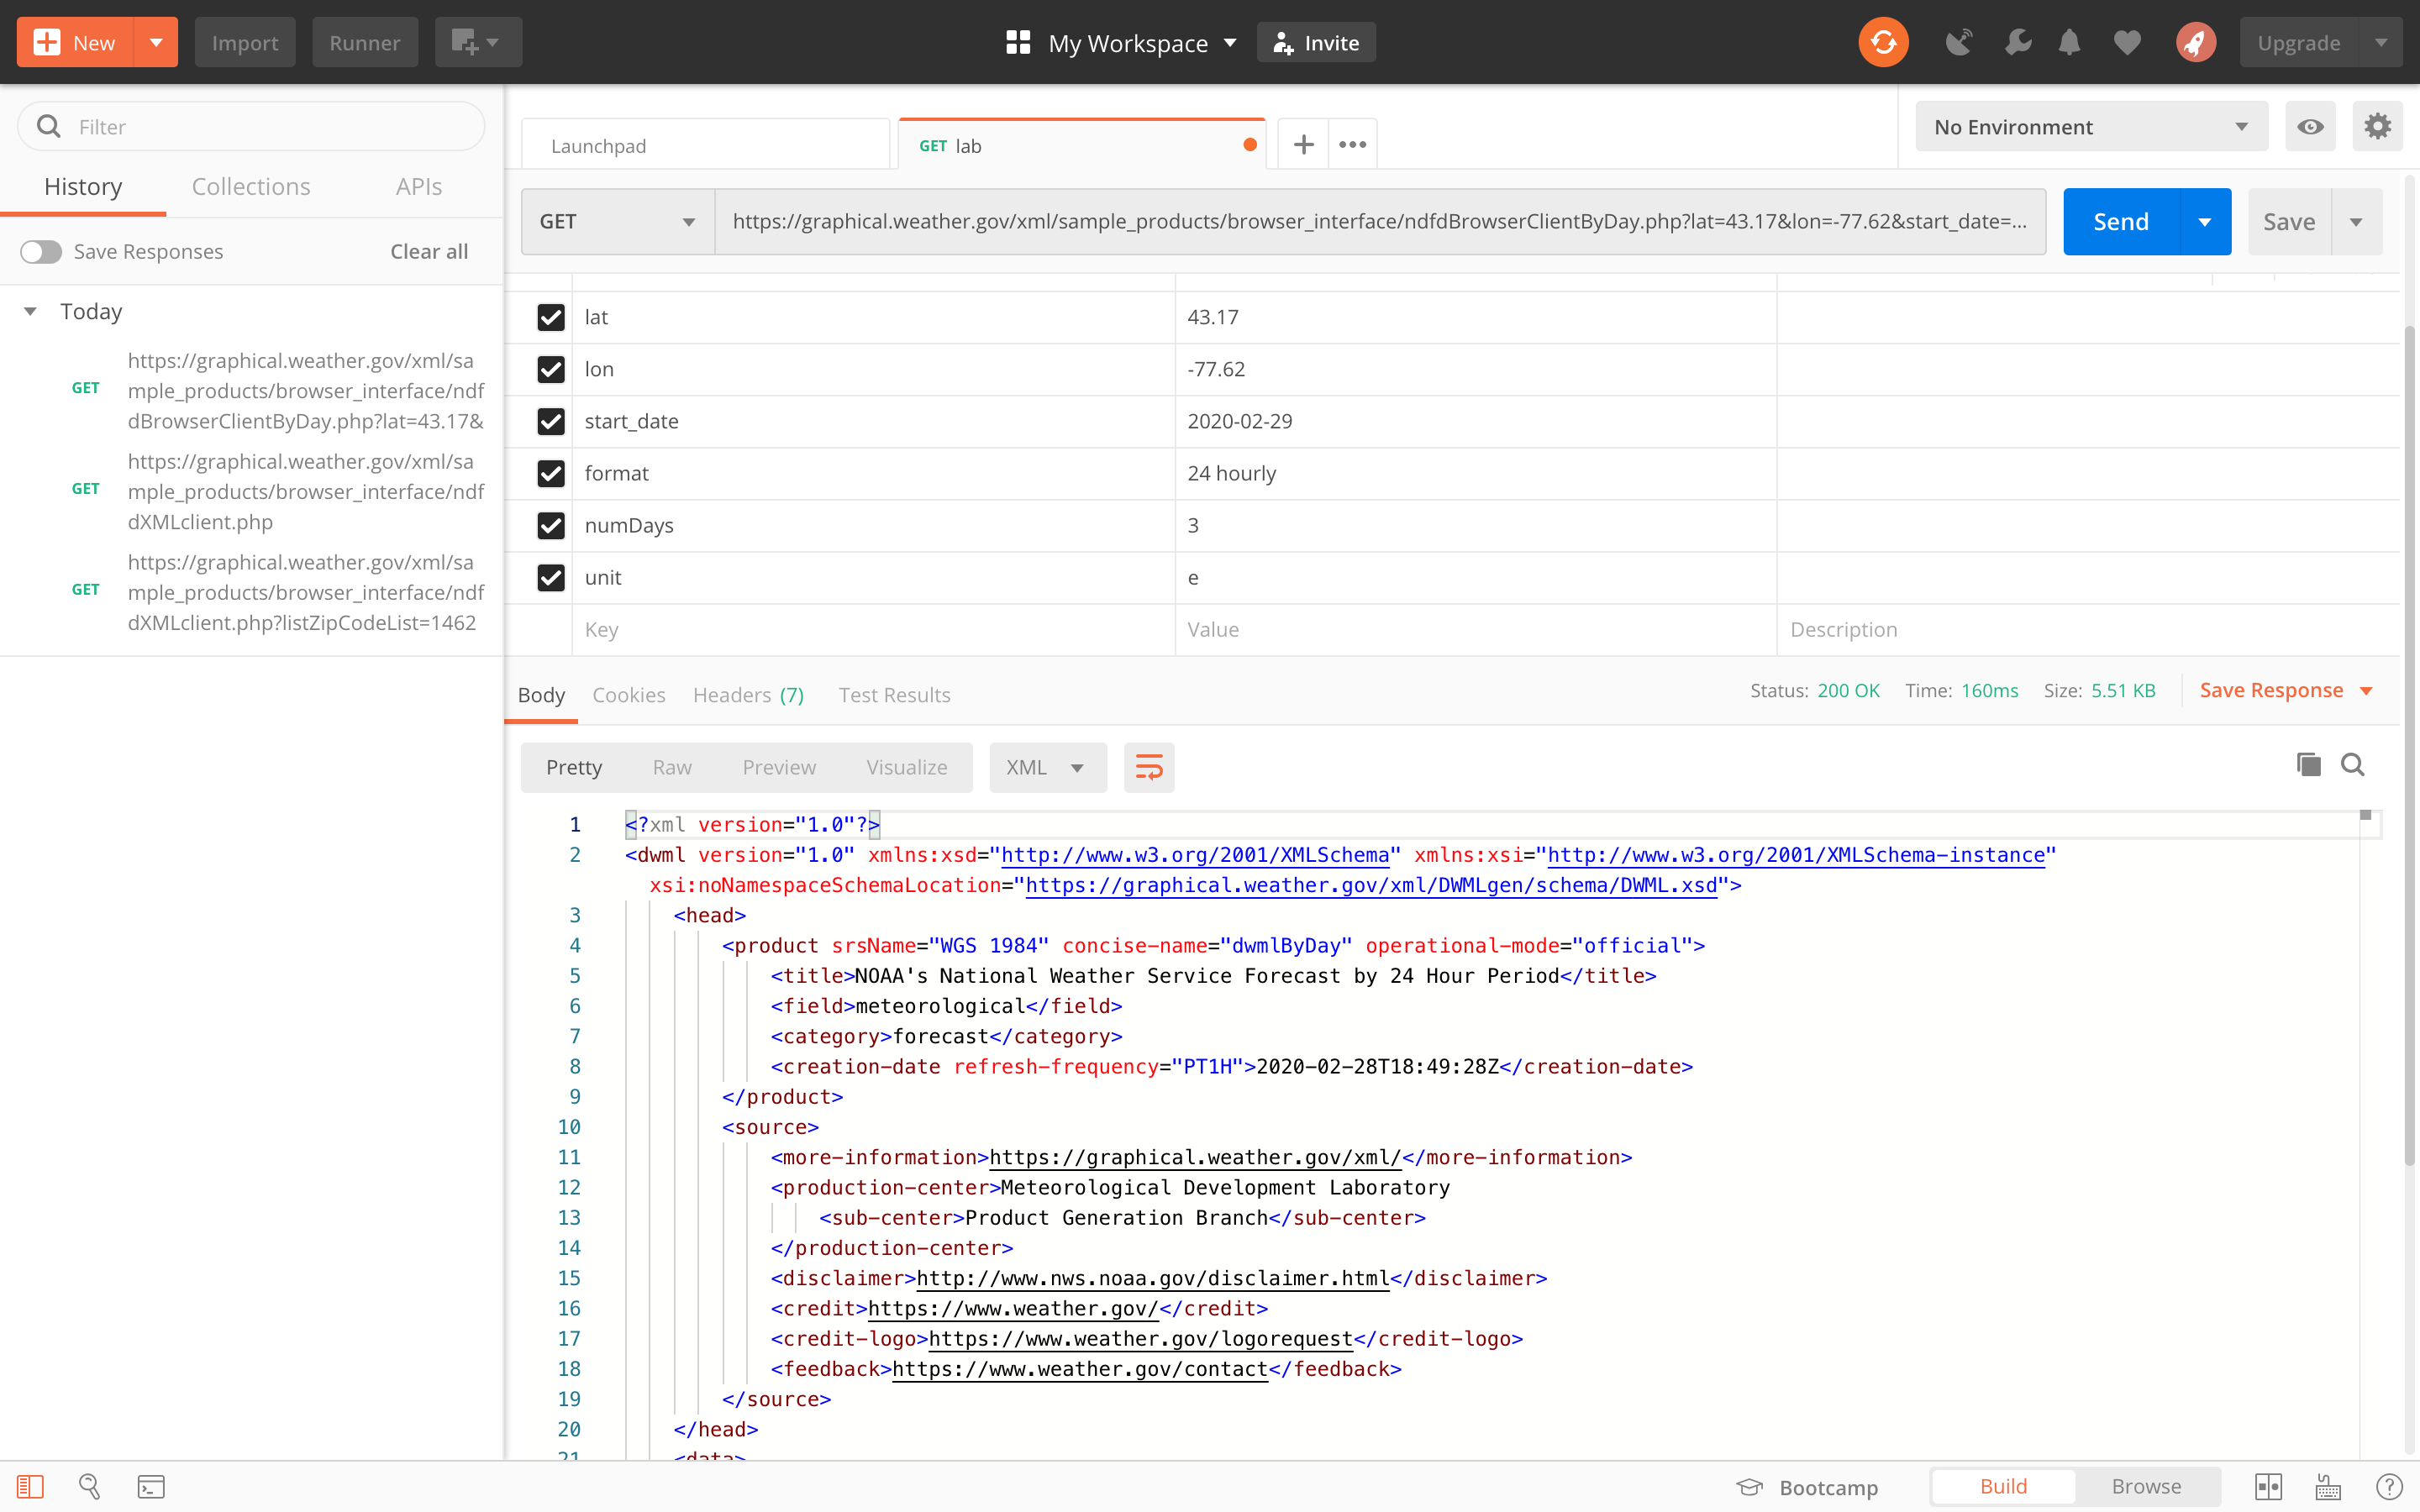 New
Import
Runner
My Workspace
Invite
Upgrade
Filter
History
Collections
APIs
Save Responses
Clear all
Today
GET
https://graphical.weather.gov/xml/sa
mple_products/browser_interface/ndf
dBrowserClientByDay.php?lat=43.17&
GET
https://graphical.weather.gov/xml/sa
mple_products/browser_interface/ndf
dXMLclient.php
GET
https://graphical.weather.gov/xml/sa
mple_products/browser_interface/ndf
dXMLclient.php?listZipCodeList=1462
Launchpad
GET lab
No Environment
GET
https://graphical.weather.gov/xml/sample_products/browser_interface/ndfdBrowserClientByDay.php?lat=43.17&lon=-77.62&start_date=...
Send
Save
lat 43.17
lon -77.62
start_date 2020-02-29
format 24 hourly
numDays 3
unit e
Key Value Description
Body Cookies Headers (7) Test Results
Status: 200 OK Time: 160ms Size: 5.51 KB
Save Response
Pretty Raw Preview Visualize XML
1 <?xml version="1.0"?>
2 <dwml version="1.0" xmlns:xsd="http://www.w3.org/2001/XMLSchema" xmlns:xsi="http://www.w3.org/2001/XMLSchema-instance"
xsi:noNamespaceSchemaLocation="https://graphical.weather.gov/xml/DWMLgen/schema/DWML.xsd">
3 <head>
4 <product srsName="WGS 1984" concise-name="dwmlByDay" operational-mode="official">
5 <title>NOAA's National Weather Service Forecast by 24 Hour Period</title>
6 <field>meteorological</field>
7 <category>forecast</category>
8 <creation-date refresh-frequency="PT1H">2020-02-28T18:49:28Z</creation-date>
9 </product>
10 <source>
11 <more-information>https://graphical.weather.gov/xml/</more-information>
12 <production-center>Meteorological Development Laboratory
13 <sub-center>Product Generation Branch</sub-center>
14 </production-center>
15 <disclaimer>http://www.nws.noaa.gov/disclaimer.html</disclaimer>
16 <credit>https://www.weather.gov/</credit>
17 <credit-logo>https://www.weather.gov/logorequest</credit-logo>
18 <feedback>https://www.weather.gov/contact</feedback>
19 </source>
20 </head>
21 <data>
Bootcamp
Build
Browse